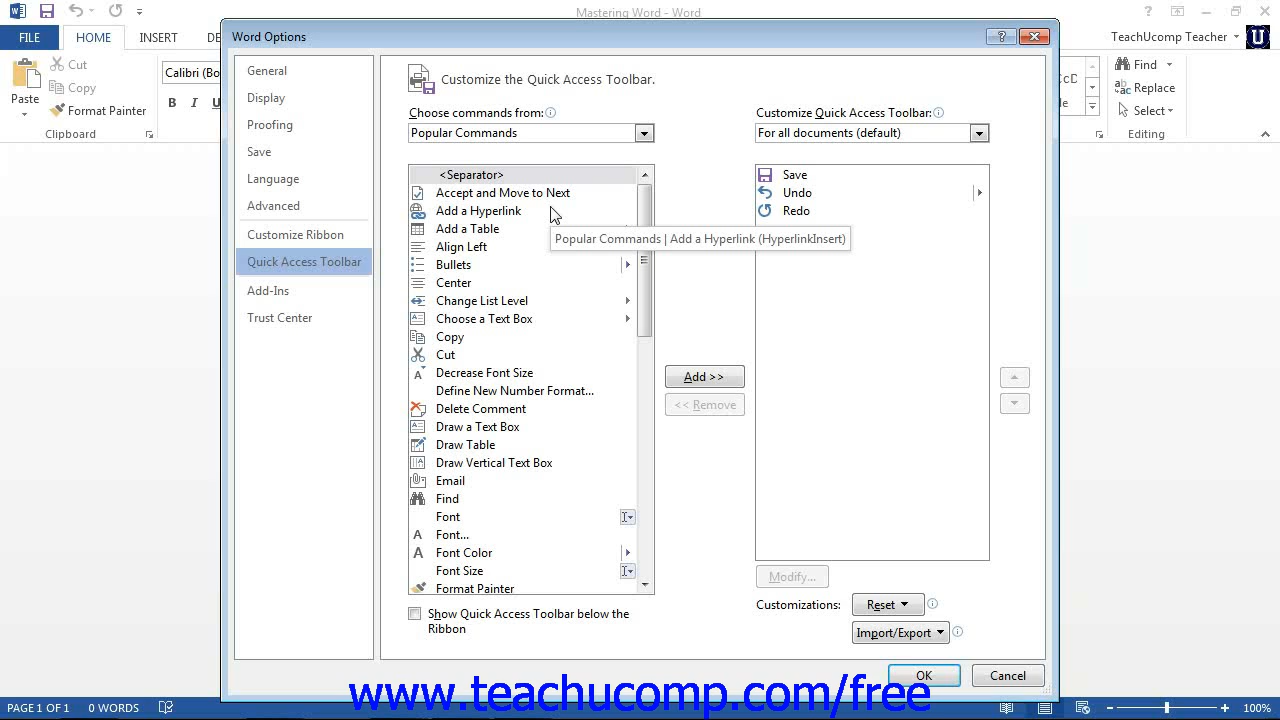 Mastering Word - Word
FILE
HOME
INSERT
DE
TeachUcomp Teacher
Paste
Cut
Copy
Format Painter
Clipboard
Calibri (Bo
B I U
Find
Replace
Select
Editing
Word Options
General
Display
Proofing
Save
Language
Advanced
Customize Ribbon
Quick Access Toolbar
Add-Ins
Trust Center
Customize the Quick Access Toolbar.
Choose commands from:
Popular Commands
<Separator>
Accept and Move to Next
Add a Hyperlink
Add a Table
Align Left
Bullets
Center
Change List Level
Choose a Text Box
Copy
Cut
Decrease Font Size
Define New Number Format...
Delete Comment
Draw a Text Box
Draw Table
Draw Vertical Text Box
Email
Find
Font
Font...
Font Color
Font Size
Format Painter
Popular Commands | Add a Hyperlink (HyperlinkInsert)
Show Quick Access Toolbar below the
Ribbon
Add >>
<< Remove
Customize Quick Access Toolbar:
For all documents (default)
Save
Undo
Redo
Modify...
Customizations:
Reset
Import/Export
OK
Cancel
www.teachucomp.com/free
PAGE 1 OF 1
0 WORDS
100%